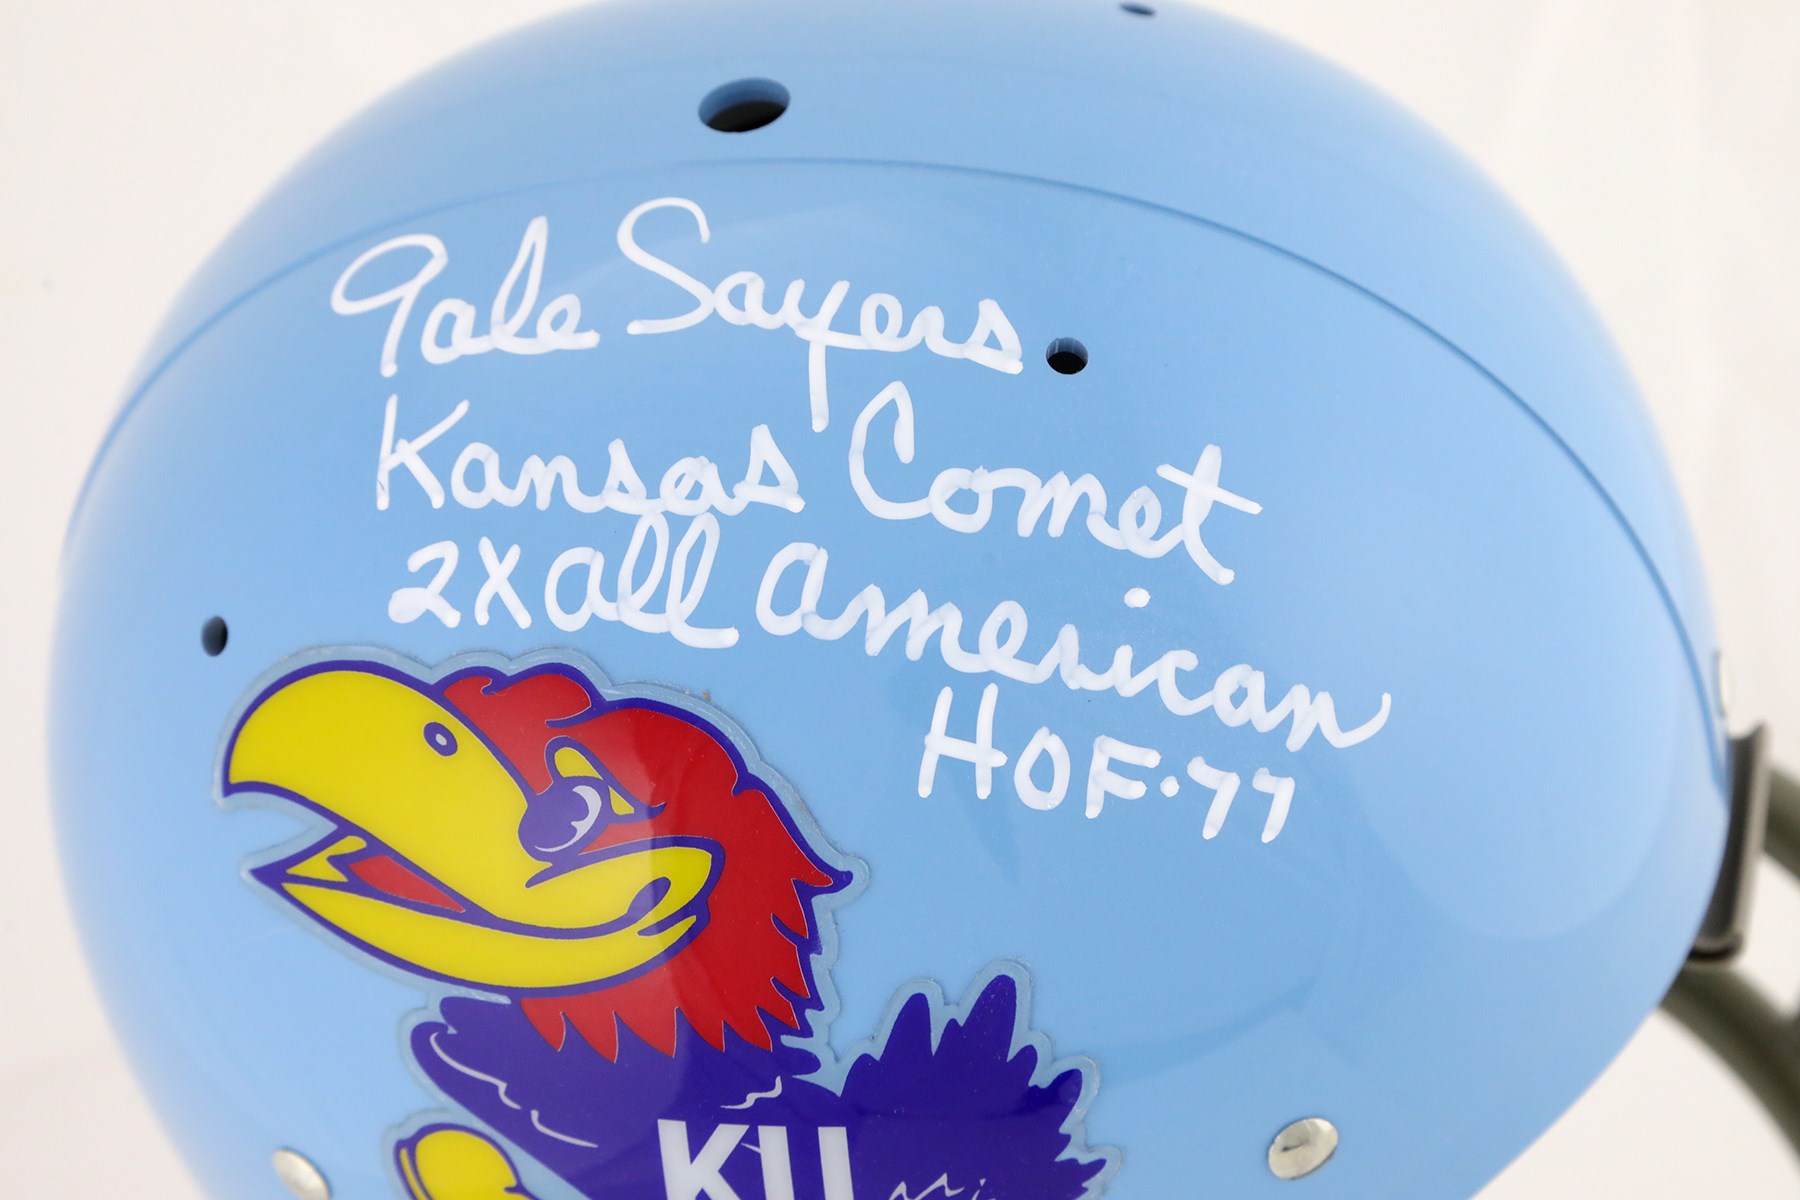 Gale Sayers
Kansas Comet
2X all american
HOF·77
KU